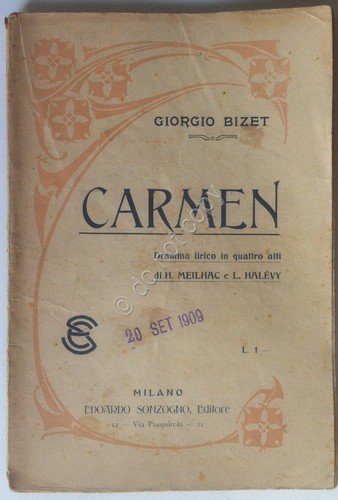 GIORGIO BIZET
CARMEN
Dramma lirico in quattro atti
di H. MEILHAC e L. HALÉVY
20 SET 1909
L. 1 —
MILANO
EDOARDO SONZOGNO, Editore
12 — Via Pasquirolo — 12